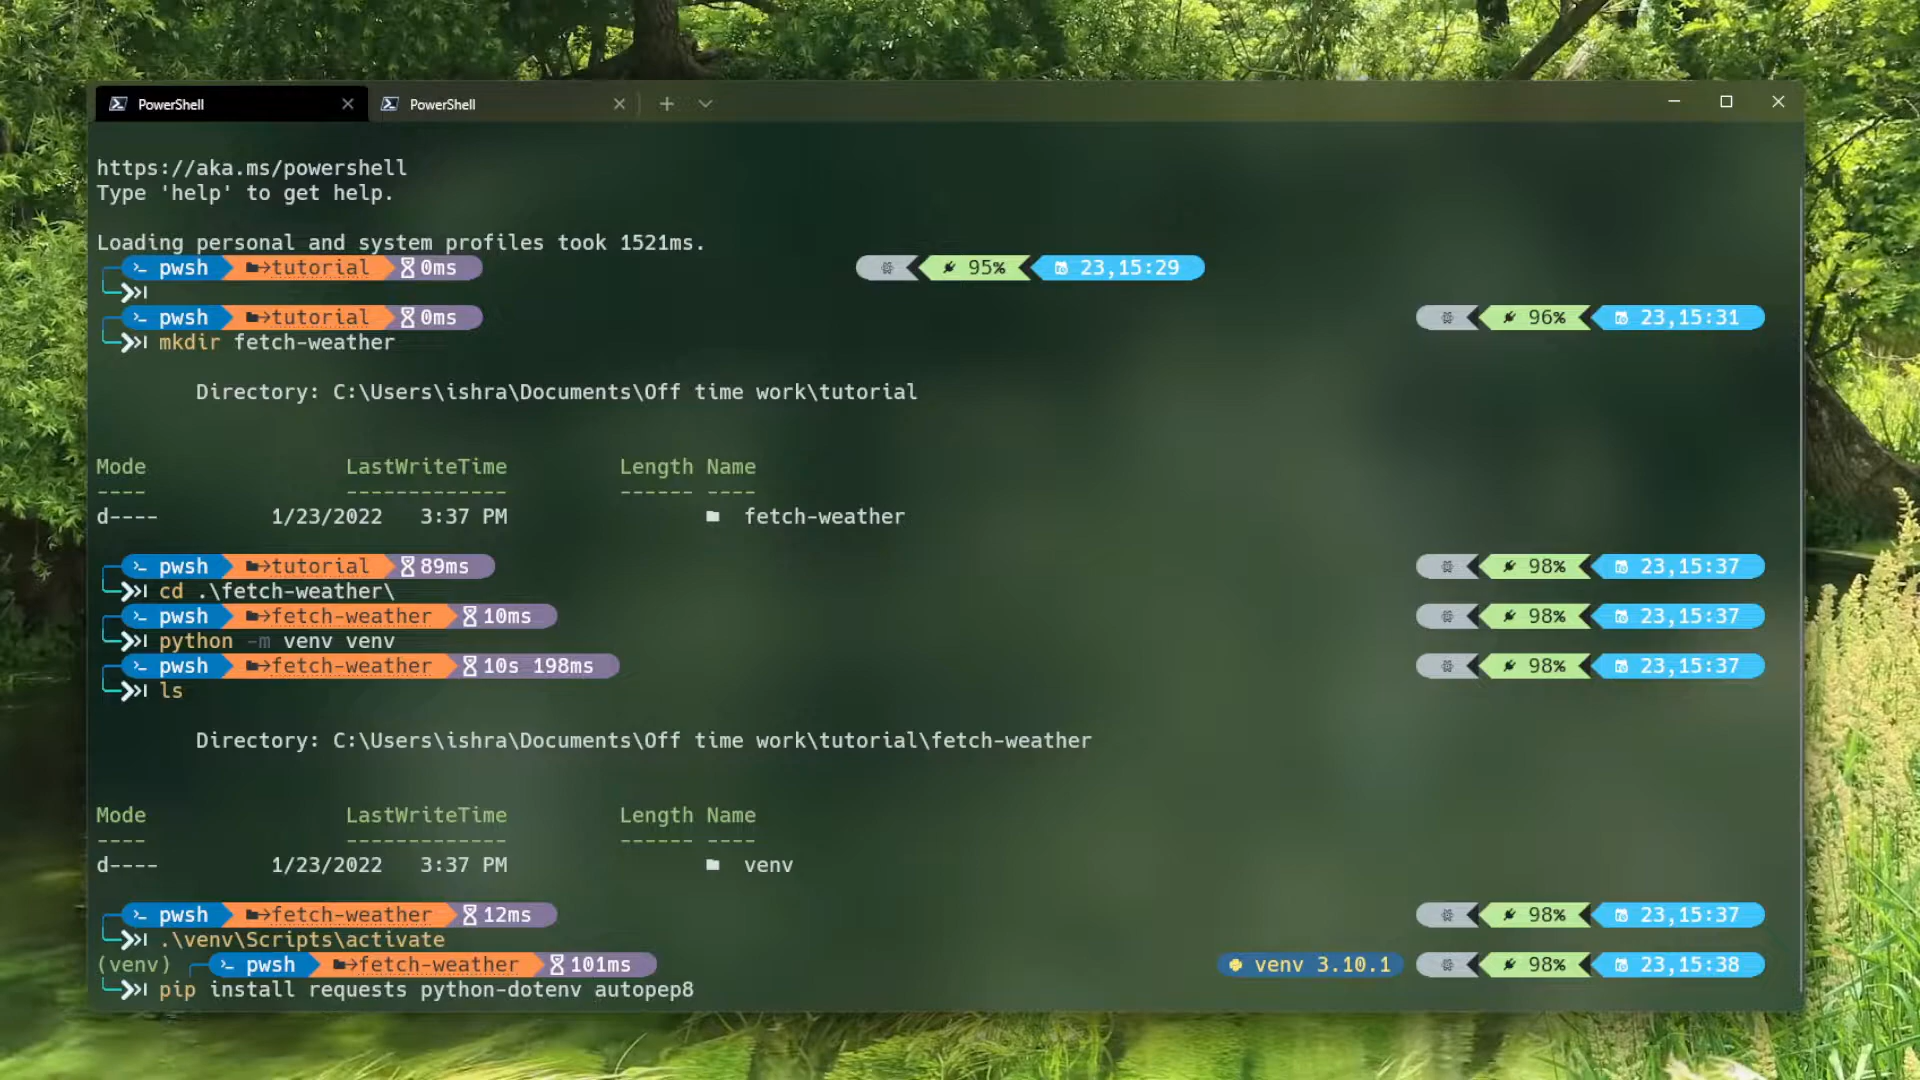 PowerShell PowerShell
https://aka.ms/powershell
Type 'help' to get help.
Loading personal and system profiles took 1521ms.
pwsh tutorial 0ms 95% 23,15:29
pwsh tutorial 0ms 96% 23,15:31
mkdir fetch-weather
Directory: C:\Users\ishra\Documents\Off time work\tutorial
Mode LastWriteTime Length Name
---- ------------- ------ ----
d---- 1/23/2022 3:37 PM fetch-weather
pwsh tutorial 89ms 98% 23,15:37
cd .\fetch-weather\
pwsh fetch-weather 10ms 98% 23,15:37
python -m venv venv
pwsh fetch-weather 10s 198ms 98% 23,15:37
ls
Directory: C:\Users\ishra\Documents\Off time work\tutorial\fetch-weather
Mode LastWriteTime Length Name
---- ------------- ------ ----
d---- 1/23/2022 3:37 PM venv
pwsh fetch-weather 12ms 98% 23,15:37
.\venv\Scripts\activate
(venv) pwsh fetch-weather 101ms venv 3.10.1 98% 23,15:38
pip install requests python-dotenv autopep8